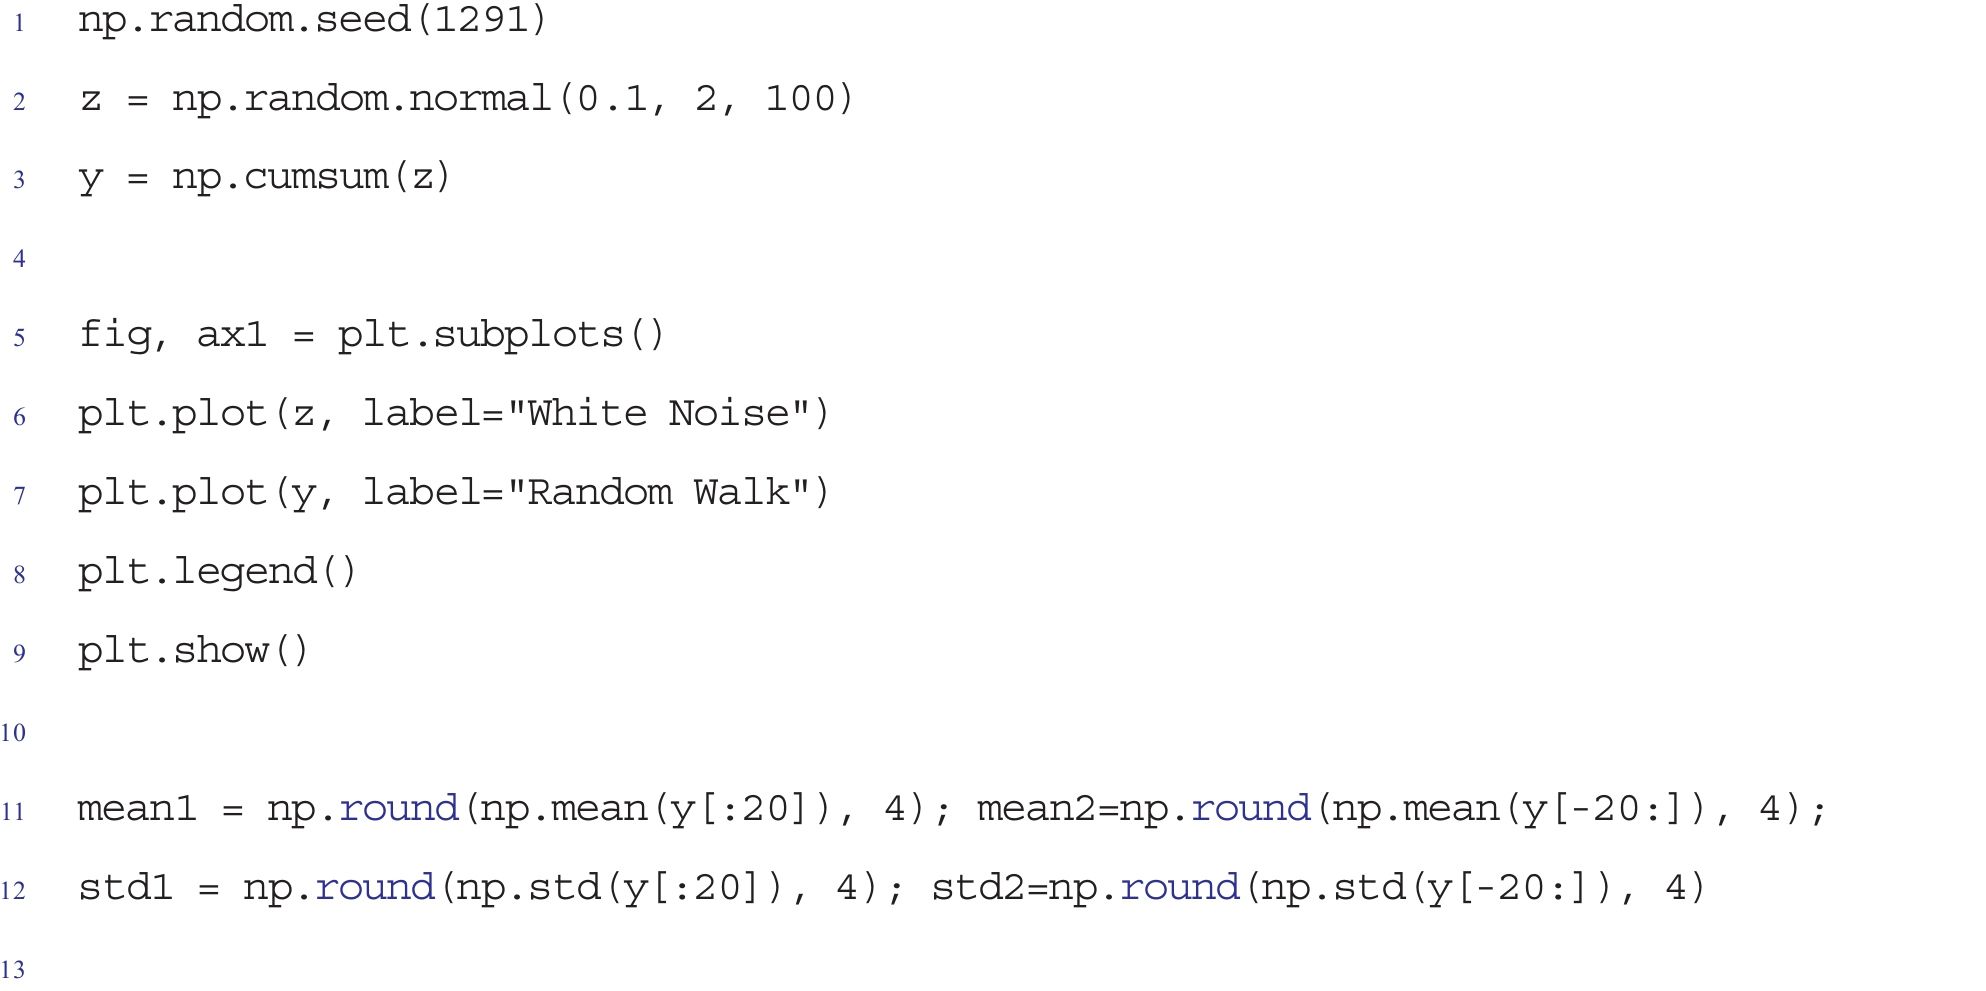 1 np.random.seed(1291)
2 z = np.random.normal(0.1, 2, 100)
3 y = np.cumsum(z)
4
5 fig, ax1 = plt.subplots()
6 plt.plot(z, label="White Noise")
7 plt.plot(y, label="Random Walk")
8 plt.legend()
9 plt.show()
10
11 mean1 = np.round(np.mean(y[:20]), 4); mean2=np.round(np.mean(y[-20:]), 4);
12 std1 = np.round(np.std(y[:20]), 4); std2=np.round(np.std(y[-20:]), 4)
13